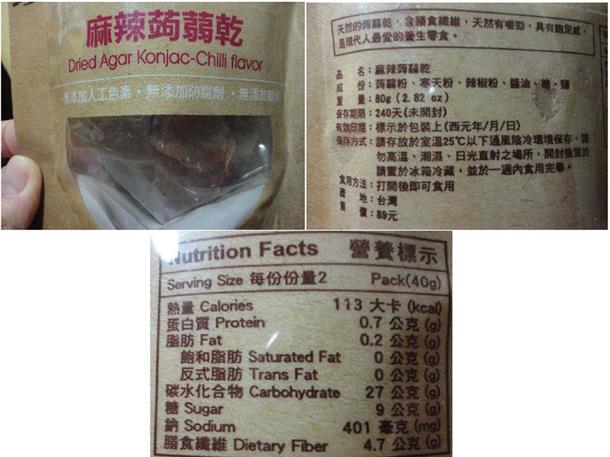 麻辣蒟蒻乾
Dried Agar Konjac-Chilli flavor
無添加人工色素・無添加防腐劑・無添加
天然的蒟蒻乾，含膳食纖維，天然有嚼勁，具有飽足感，
是現代人最愛的養生零食。
品 名：麻辣蒟蒻乾
成 份：蒟蒻粉、寒天粉、辣椒粉、醬油、糖、鹽
重 量：80g (2.82 oz)
保存期限：240天(未開封)
有效日期：標示於包裝上(西元年/月/日)
保存方式：請存放於室溫25℃以下通風陰冷環境保存，請
勿高溫、潮濕、日光直射之場所，開封後置於
請置於冰箱冷藏，並於一週內食用完畢。
食用方法：打開後即可食用
產 地：台灣
售 價：89元
Nutrition Facts 營養標示
Serving Size 每份份量2 Pack(40g)
熱量 Calories 113 大卡 (kcal)
蛋白質 Protein 0.7 公克 (g)
脂肪 Fat 0.2 公克 (g)
飽和脂肪 Saturated Fat 0 公克 (g)
反式脂肪 Trans Fat 0 公克 (g)
碳水化合物 Carbohydrate 27 公克 (g)
糖 Sugar 9 公克 (g)
鈉 Sodium 401 毫克 (mg)
膳食纖維 Dietary Fiber 4.7 公克 (g)